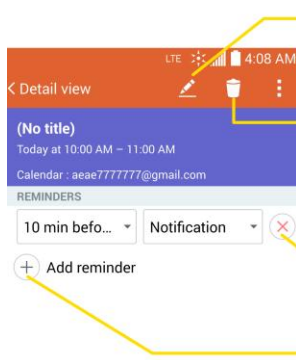 LTE 4:08 AM
Detail view
(No title)
Today at 10:00 AM – 11:00 AM
Calendar : aeae7777777@gmail.com
REMINDERS
10 min befo... Notification
Add reminder